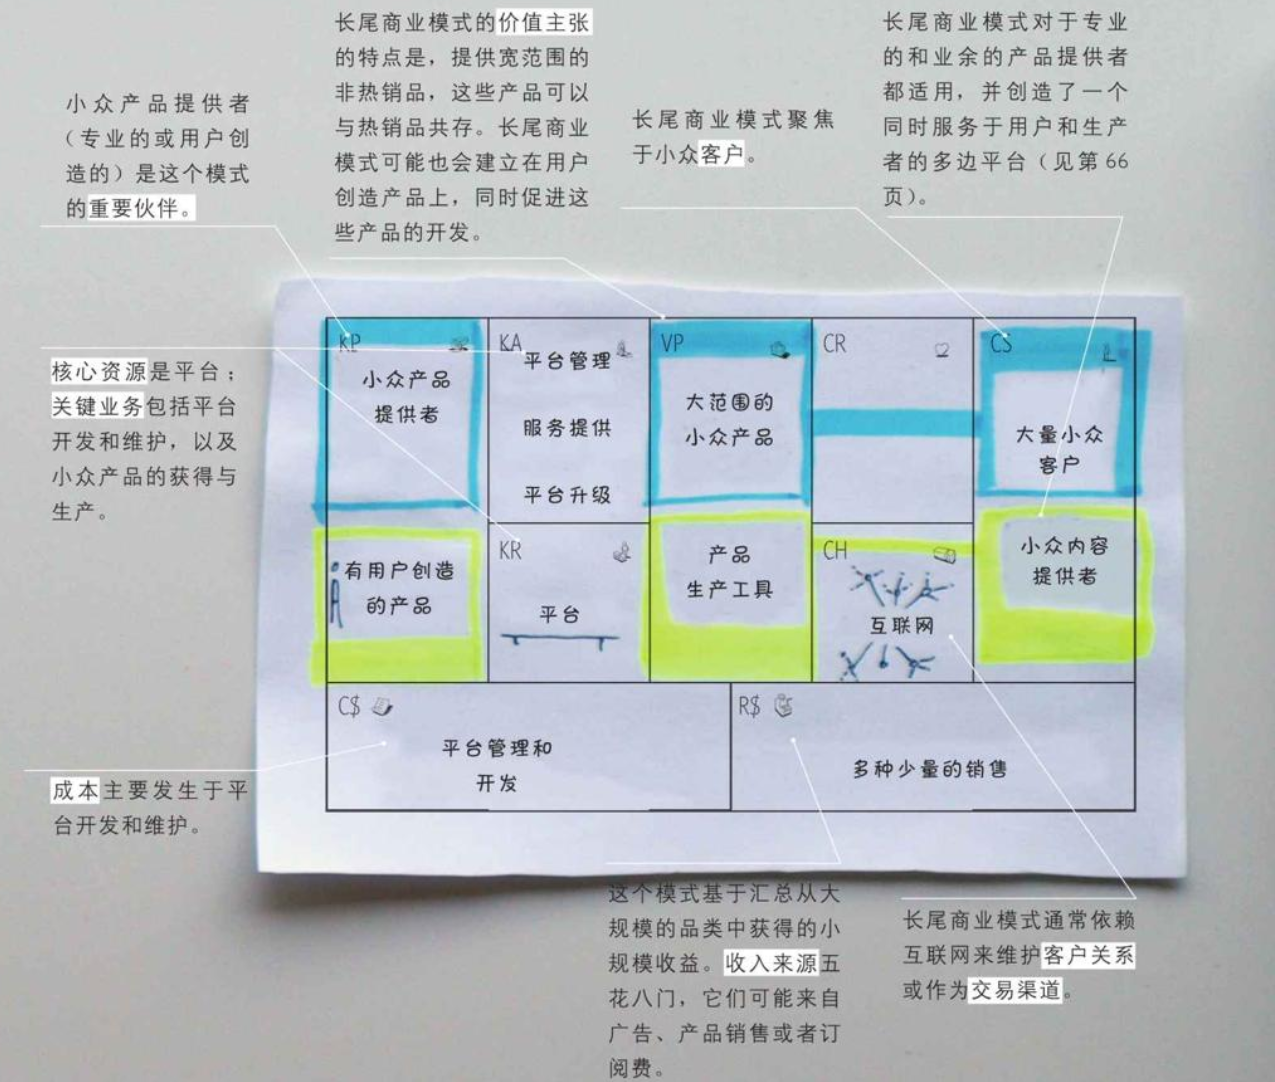 长尾商业模式的价值主张
的特点是，提供宽范围的
非热销品，这些产品可以
与热销品共存。长尾商业
模式可能也会建立在用户
创造产品上，同时促进这
些产品的开发。
长尾商业模式对于专业
的和业余的产品提供者
都适用，并创造了一个
同时服务于用户和生产
者的多边平台（见第66
页）。
小众产品提供者
（专业的或用户创
造的）是这个模式
的重要伙伴。
长尾商业模式聚焦
于小众客户。
核心资源是平台；
关键业务包括平台
开发和维护，以及
小众产品的获得与
生产。
KP
小众产品
提供者
有用户创造
的产品
KA
平台管理
服务提供
平台升级
KR
平台
VP
大范围的
小众产品
产品
生产工具
CR
CH
互联网
CS
大量小众
客户
小众内容
提供者
C$
平台管理和
开发
R$
多种少量的销售
成本主要发生于平
台开发和维护。
这个模式基于汇总从大
规模的品类中获得的小
规模收益。收入来源五
花八门，它们可能来自
广告、产品销售或者订
阅费。
长尾商业模式通常依赖
互联网来维护客户关系
或作为交易渠道。